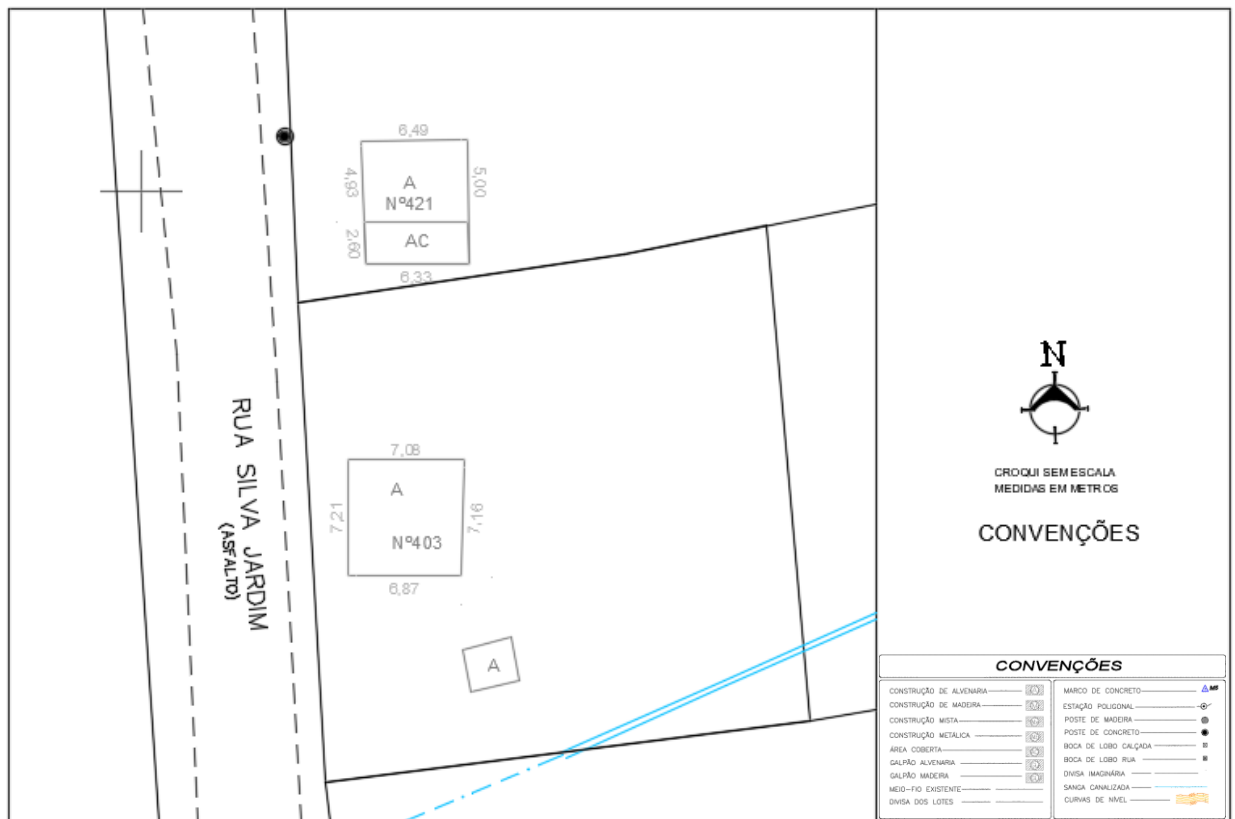 6,49
4,93
5,00
A
Nº421
AC
2,60
6,33
RUA SILVA JARDIM
(ASFALTO)
7,08
7,21
A
7,16
Nº403
6,87
A
N
CROQUI SEM ESCALA
MEDIDAS EM METROS
CONVENÇÕES
CONVENÇÕES
CONSTRUÇÃO DE ALVENARIA
CONSTRUÇÃO DE MADEIRA
CONSTRUÇÃO MISTA
CONSTRUÇÃO METÁLICA
ÁREA COBERTA
GALPÃO ALVENARIA
GALPÃO MADEIRA
MEIO-FIO EXISTENTE
DIVISA DOS LOTES
MARCO DE CONCRETO
ESTAÇÃO POLIGONAL
POSTE DE MADEIRA
POSTE DE CONCRETO
BOCA DE LOBO CALÇADA
BOCA DE LOBO RUA
DIVISA IMAGINÁRIA
SANGA CANALIZADA
CURVAS DE NÍVEL